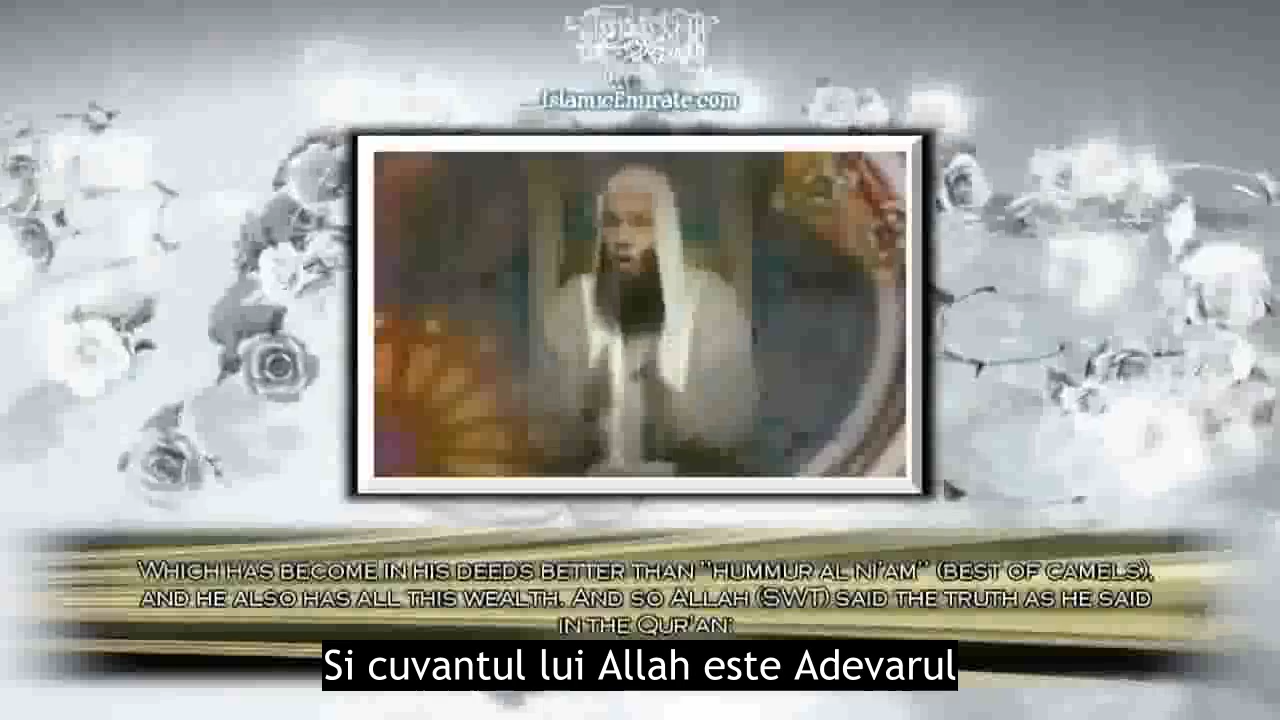 IslamicEmirate.com
WHICH HAS BECOME IN HIS DEEDS BETTER THAN "HUMMUR AL NI'AM" (BEST OF CAMELS),
AND HE ALSO HAS ALL THIS WEALTH. AND SO ALLAH (SWT) SAID THE TRUTH AS HE SAID
IN THE QUR'AN:
Si cuvantul lui Allah este Adevarul